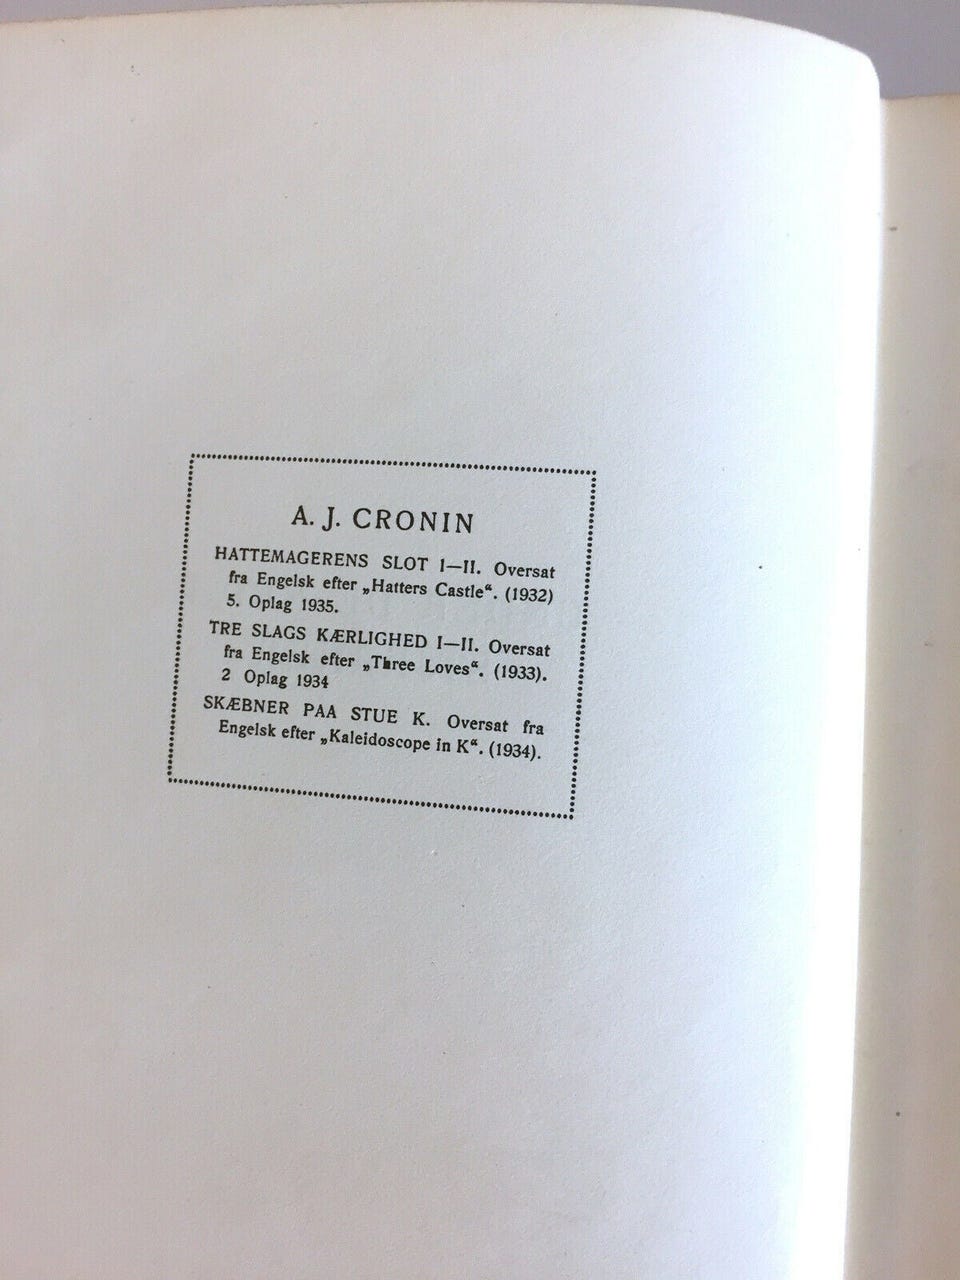 A. J. CRONIN
HATTEMAGERENS SLOT I—II. Oversat
fra Engelsk efter „Hatters Castle“. (1932)
5. Oplag 1935.
TRE SLAGS KÆRLIGHED I—II. Oversat
fra Engelsk efter „Three Loves“. (1933).
2 Oplag 1934
SKÆBNER PAA STUE K. Oversat fra
Engelsk efter „Kaleidoscope in K“. (1934).